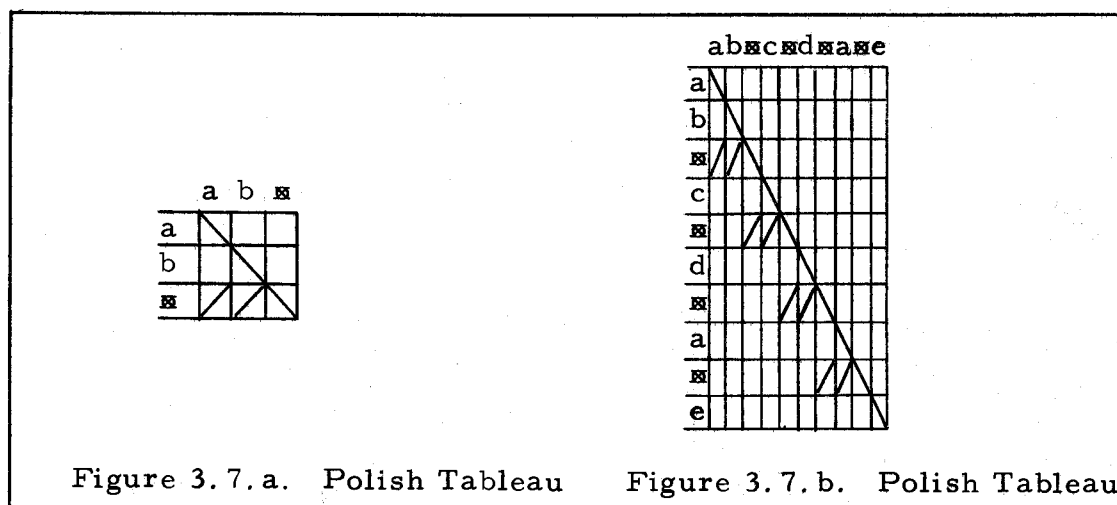 ab⊠c⊠d⊠a⊠e
a
b
⊠
c
⊠
d
⊠
a
⊠
e
a b ⊠
a
b
⊠
Figure 3.7.a. Polish Tableau
Figure 3.7.b. Polish Tableau